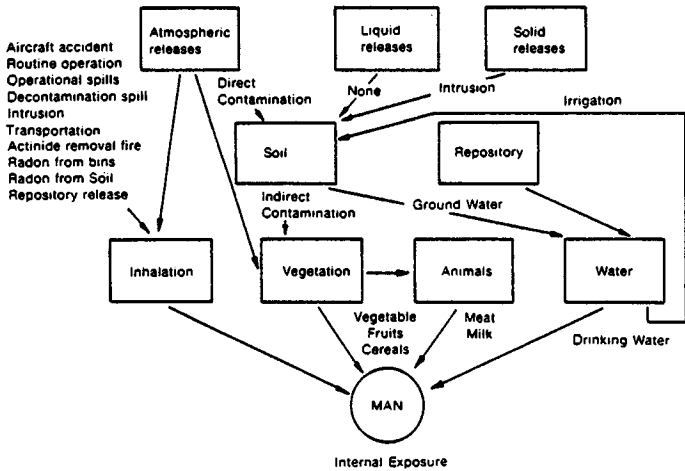 Aircraft accident
Routine operation
Operational spills
Decontamination spill
Intrusion
Transportation
Actinide removal fire
Radon from bins
Radon from Soil
Repository release
Atmospheric
releases
Liquid
releases
Solid
releases
Direct
Contamination
None
Intrusion
Irrigation
Soil
Repository
Indirect
Contamination
Ground Water
Inhalation
Vegetation
Animals
Water
Vegetable
Fruits
Cereals
Meat
Milk
Drinking Water
MAN
Internal Exposure